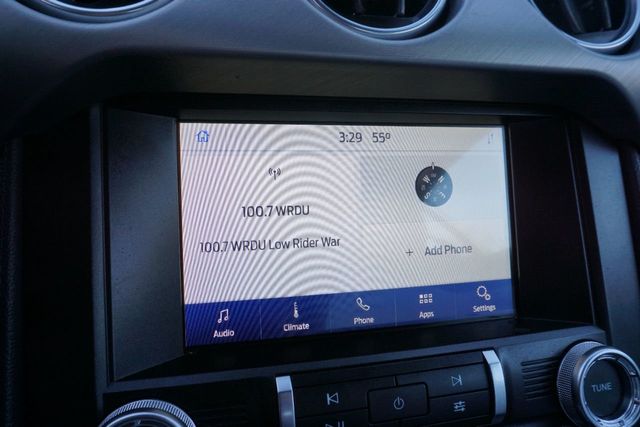 3:29 55°
100.7 WRDU
100.7 WRDU Low Rider War
W N
S E
+ Add Phone
Audio Climate Phone Apps Settings
TUNE